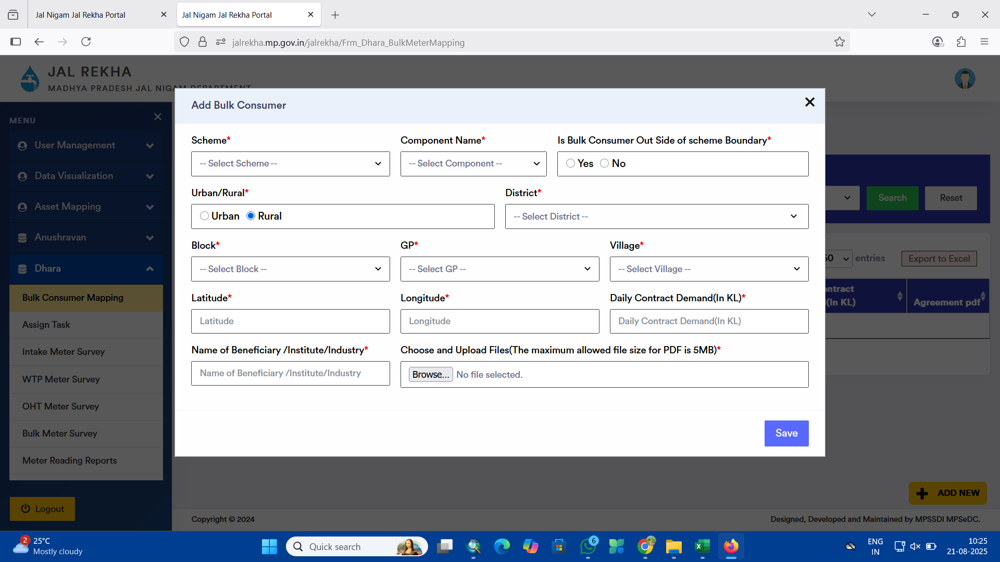 Jal Nigam Jal Rekha Portal
Jal Nigam Jal Rekha Portal
jalrekha.mp.gov.in/jalrekha/Frm_Dhara_BulkMeterMapping
JAL REKHA
MADHYA PRADESH JAL NIGAM DEPARTMENT
MENU
User Management
Data Visualization
Asset Mapping
Anushravan
Dhara
Bulk Consumer Mapping
Assign Task
Intake Meter Survey
WTP Meter Survey
OHT Meter Survey
Bulk Meter Survey
Meter Reading Reports
Logout
Add Bulk Consumer
Scheme* Component Name* Is Bulk Consumer Out Side of scheme Boundary*
-- Select Scheme -- -- Select Component -- Yes No
Urban/Rural* District*
Urban Rural -- Select District --
Block* GP* Village*
-- Select Block -- -- Select GP -- -- Select Village --
Latitude* Longitude* Daily Contract Demand(In KL)*
Latitude Longitude Daily Contract Demand(In KL)
Name of Beneficiary /Institute/Industry* Choose and Upload Files(The maximum allowed file size for PDF is 5MB)*
Name of Beneficiary /Institute/Industry Browse... No file selected.
Save
Search Reset
entries Export to Excel
(In KL) Agreement pdf
ADD NEW
Copyright © 2024 Designed, Developed and Maintained by MPSSDI MPSeDC.
2 25°C
Mostly cloudy
Quick search
6
ENG
IN
10:25
21-08-2025